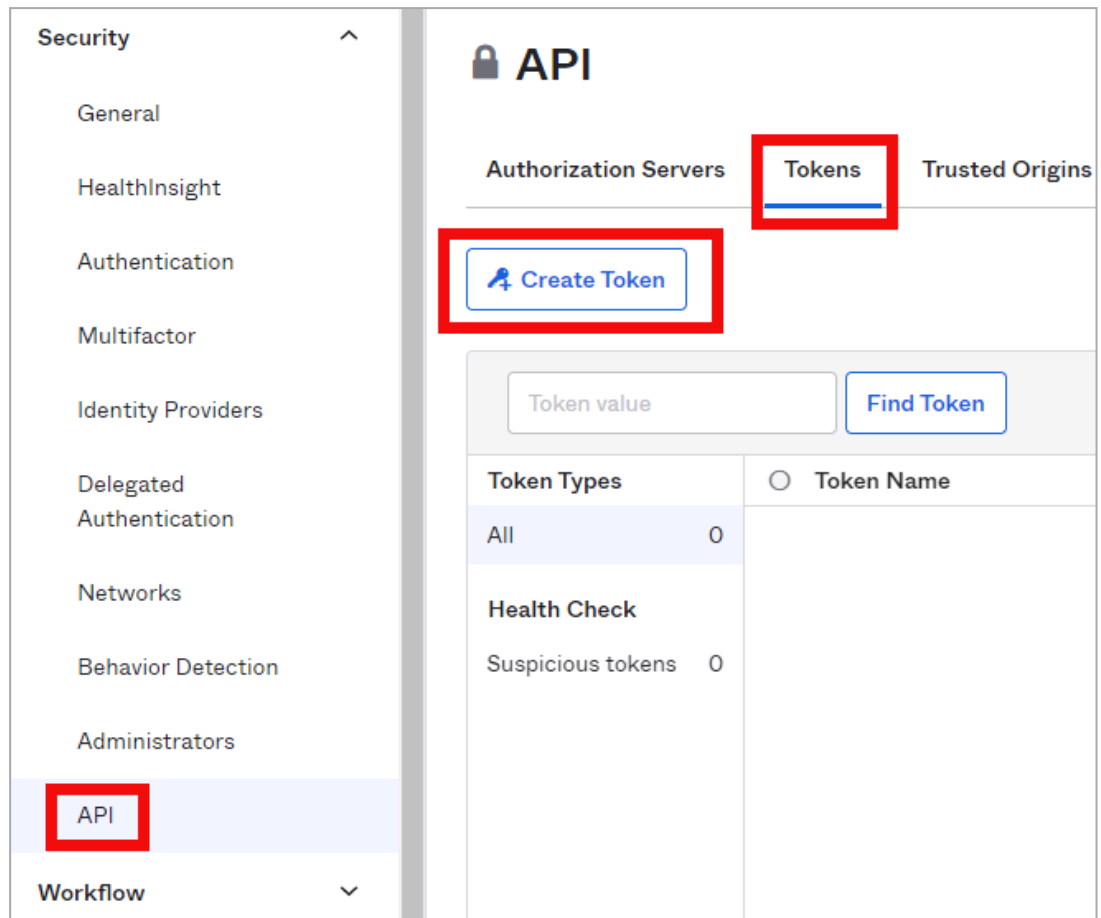 Security
General
HealthInsight
Authentication
Multifactor
Identity Providers
Delegated
Authentication
Networks
Behavior Detection
Administrators
API
Workflow
API
Authorization Servers Tokens Trusted Origins
Create Token
Token value Find Token
Token Types Token Name
All 0
Health Check
Suspicious tokens 0